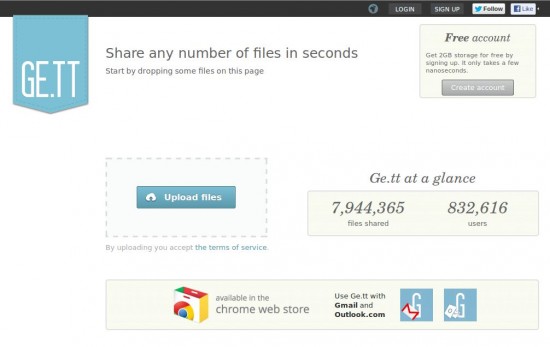 LOGIN
SIGN UP
Follow
Like
GE.TT
Share any number of files in seconds
Start by dropping some files on this page
Free account
Get 2GB storage for free by
signing up. It only takes a few
nanoseconds.
Create account
Upload files
By uploading you accept the terms of service.
Ge.tt at a glance
7,944,365
files shared
832,616
users
available in the
chrome web store
Use Ge.tt with
Gmail and
Outlook.com
G
G